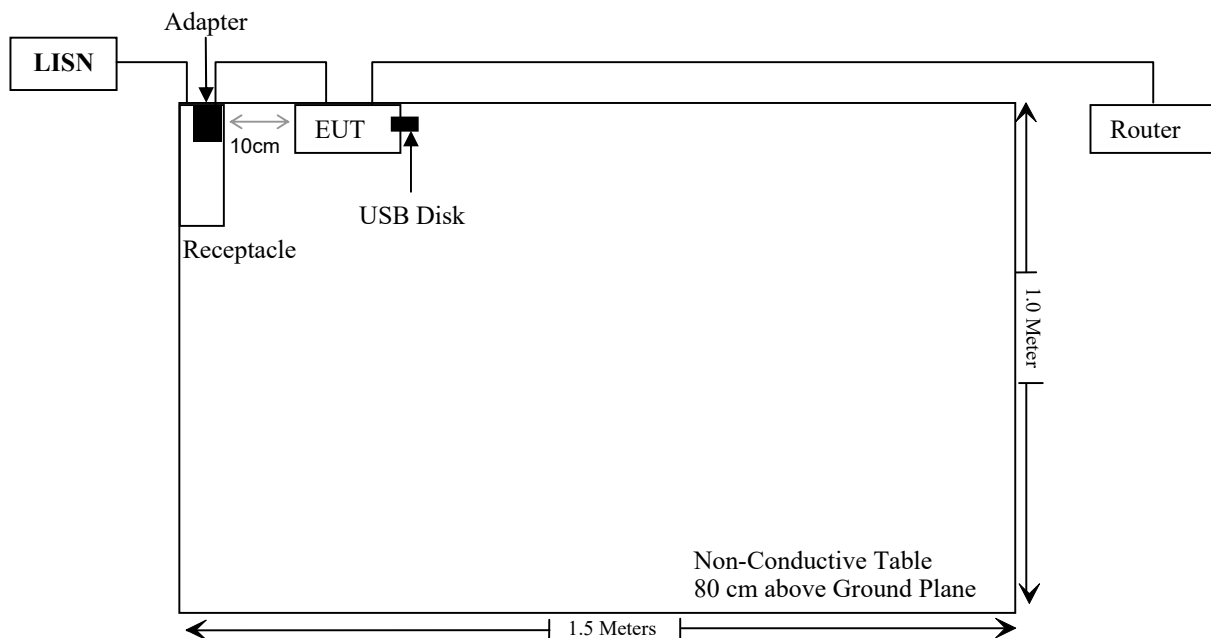 Adapter
LISN
EUT
Router
10cm
USB Disk
Receptacle
1.0 Meter
Non-Conductive Table
80 cm above Ground Plane
1.5 Meters